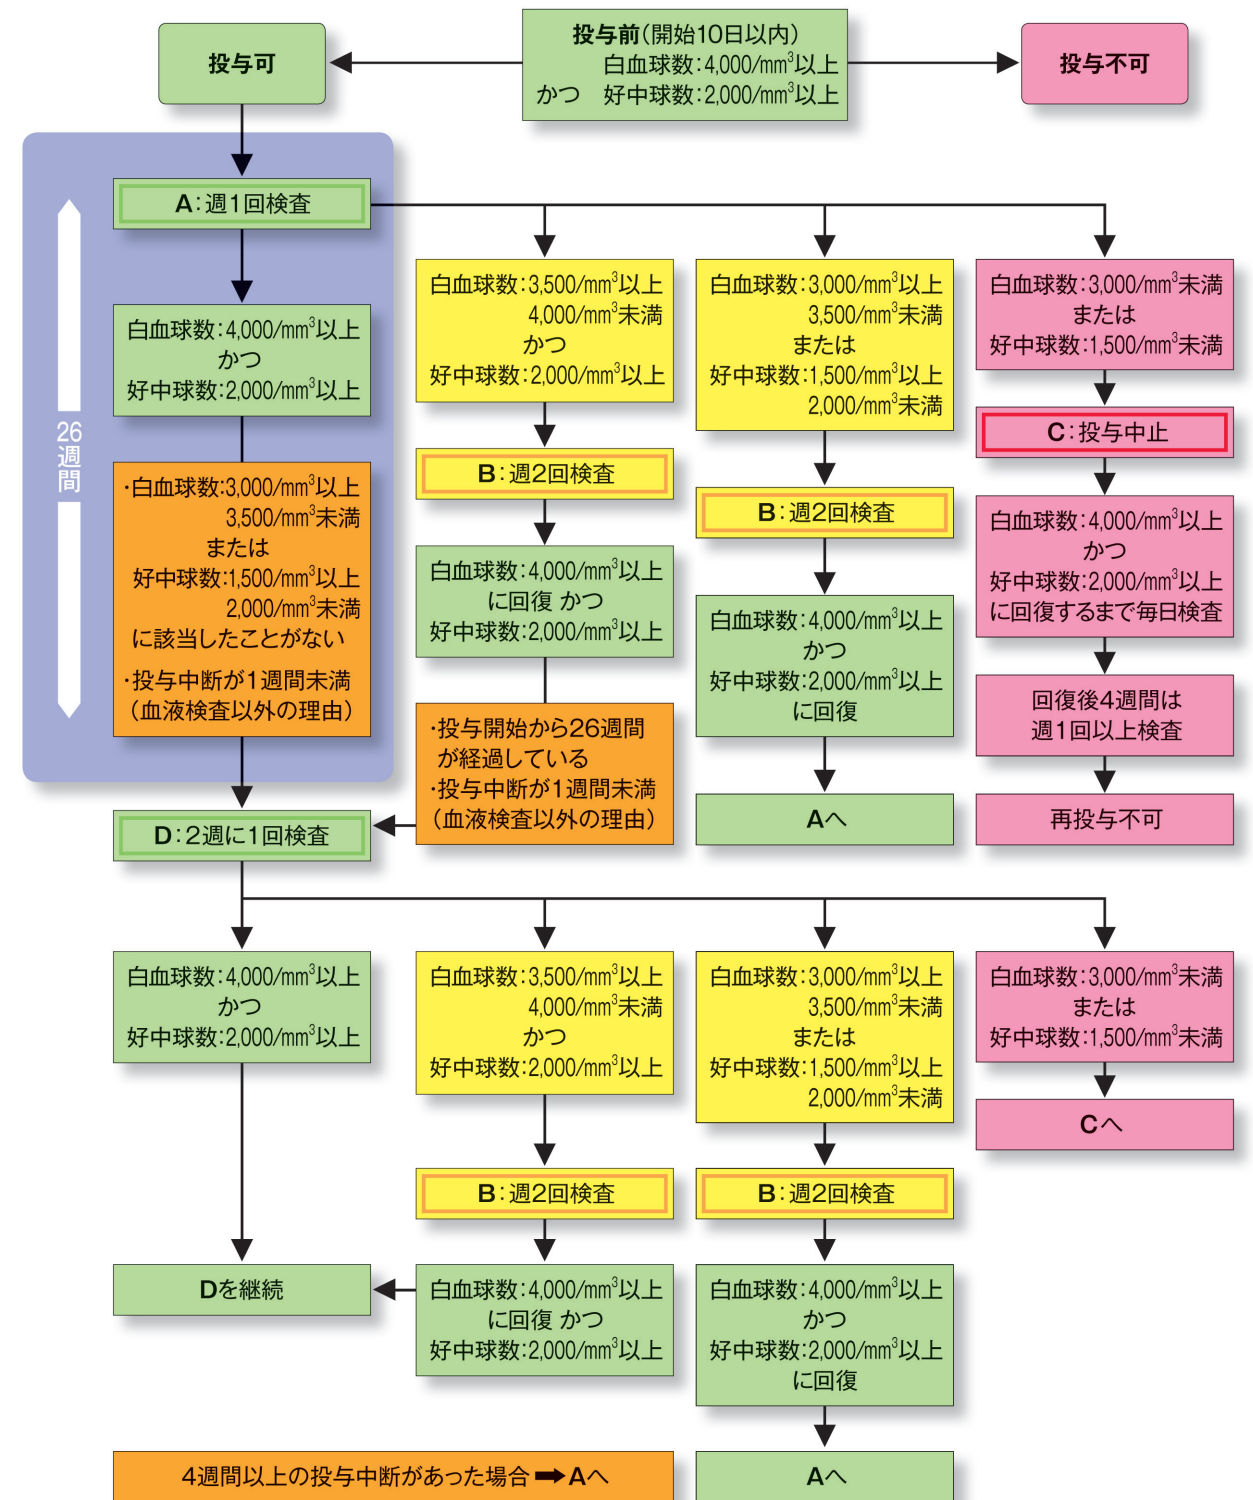 投与可
投与前(開始10日以内)
白血球数:4,000/mm³以上
かつ 好中球数:2,000/mm³以上
投与不可
26週間
A:週1回検査
白血球数:4,000/mm³以上
かつ
好中球数:2,000/mm³以上
・白血球数:3,000/mm³以上
3,500/mm³未満
または
好中球数:1,500/mm³以上
2,000/mm³未満
に該当したことがない
・投与中断が1週間未満
(血液検査以外の理由)
白血球数:3,500/mm³以上
4,000/mm³未満
かつ
好中球数:2,000/mm³以上
B:週2回検査
白血球数:4,000/mm³以上
に回復 かつ
好中球数:2,000/mm³以上
・投与開始から26週間
が経過している
・投与中断が1週間未満
(血液検査以外の理由)
白血球数:3,000/mm³以上
3,500/mm³未満
または
好中球数:1,500/mm³以上
2,000/mm³未満
B:週2回検査
白血球数:4,000/mm³以上
かつ
好中球数:2,000/mm³以上
に回復
Aへ
白血球数:3,000/mm³未満
または
好中球数:1,500/mm³未満
C:投与中止
白血球数:4,000/mm³以上
かつ
好中球数:2,000/mm³以上
に回復するまで毎日検査
回復後4週間は
週1回以上検査
再投与不可
D:2週に1回検査
白血球数:4,000/mm³以上
かつ
好中球数:2,000/mm³以上
Dを継続
白血球数:3,500/mm³以上
4,000/mm³未満
かつ
好中球数:2,000/mm³以上
B:週2回検査
白血球数:4,000/mm³以上
に回復 かつ
好中球数:2,000/mm³以上
白血球数:3,000/mm³以上
3,500/mm³未満
または
好中球数:1,500/mm³以上
2,000/mm³未満
B:週2回検査
白血球数:4,000/mm³以上
かつ
好中球数:2,000/mm³以上
に回復
Aへ
白血球数:3,000/mm³未満
または
好中球数:1,500/mm³未満
Cへ
4週間以上の投与中断があった場合➡Aへ